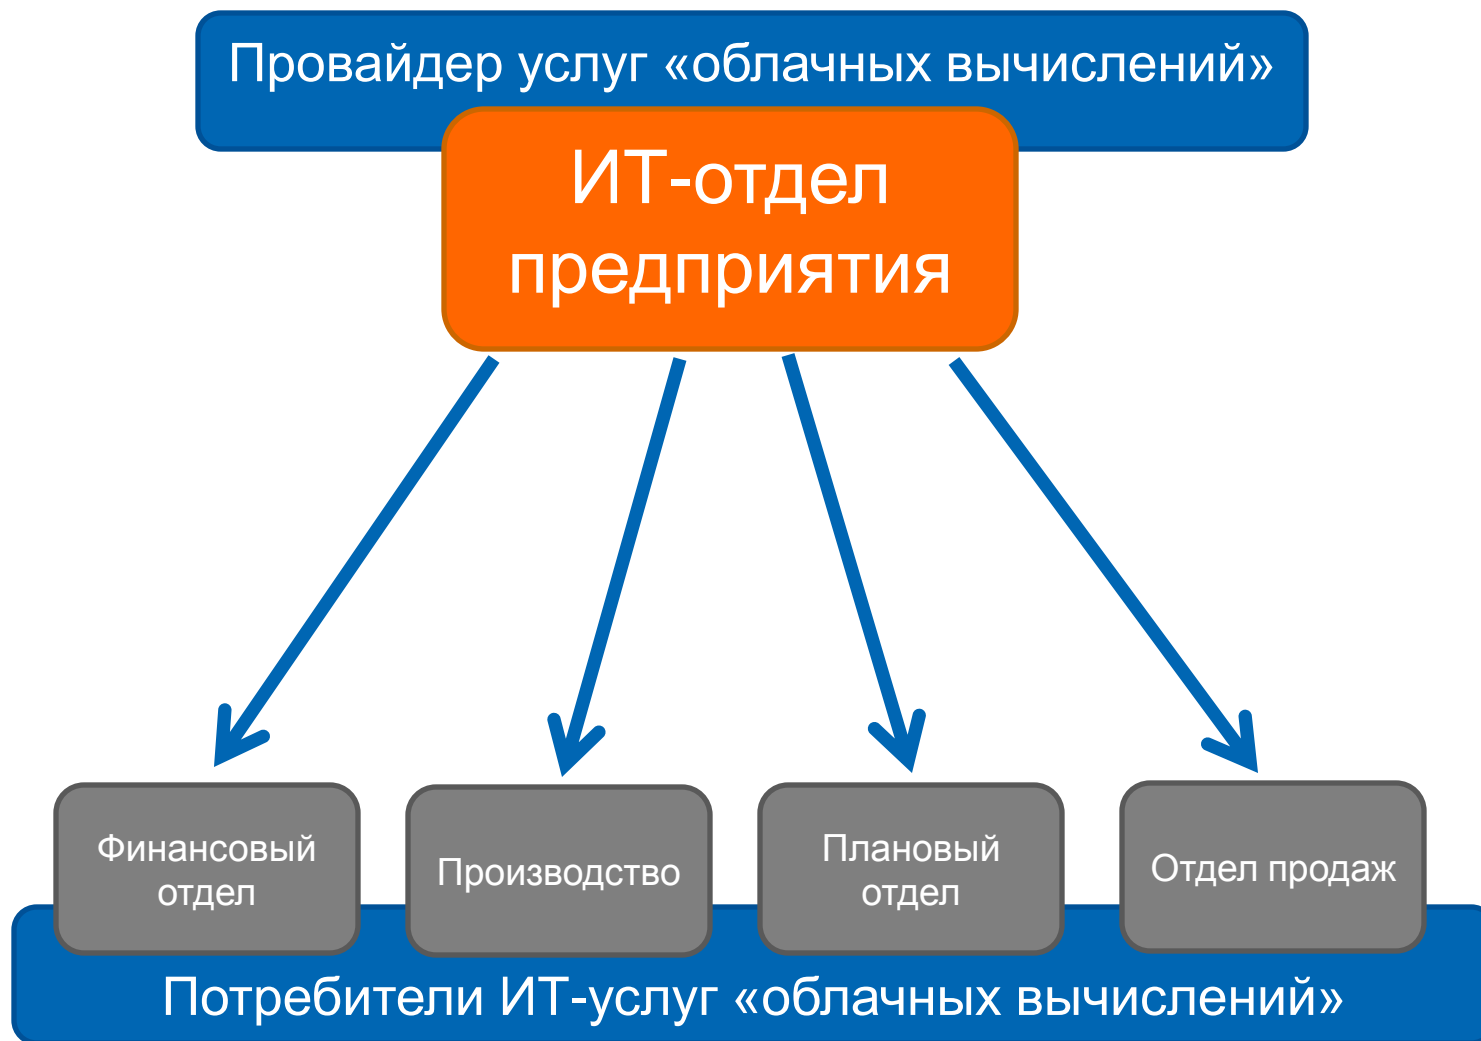 Провайдер услуг «облачных вычислений»
ИТ-отдел
предприятия
Финансовый
отдел
Производство
Плановый
отдел
Отдел продаж
Потребители ИТ-услуг «облачных вычислений»